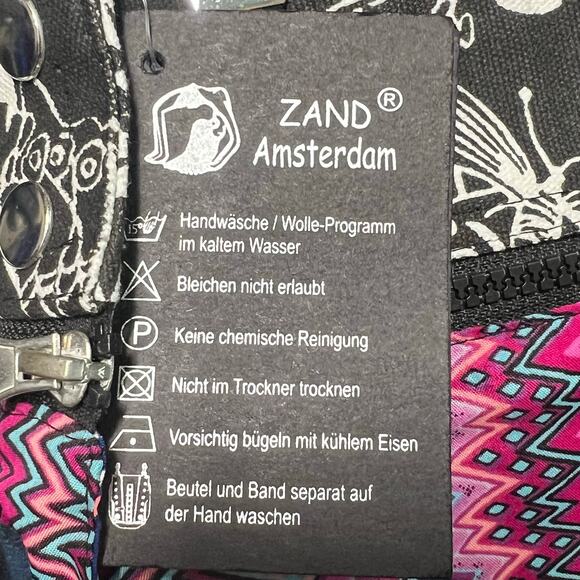 ZAND ®
Amsterdam
15°
Handwäsche / Wolle-Programm
im kaltem Wasser
Bleichen nicht erlaubt
P
Keine chemische Reinigung
Nicht im Trockner trocknen
Vorsichtig bügeln mit kühlem Eisen
Beutel und Band separat auf
der Hand waschen